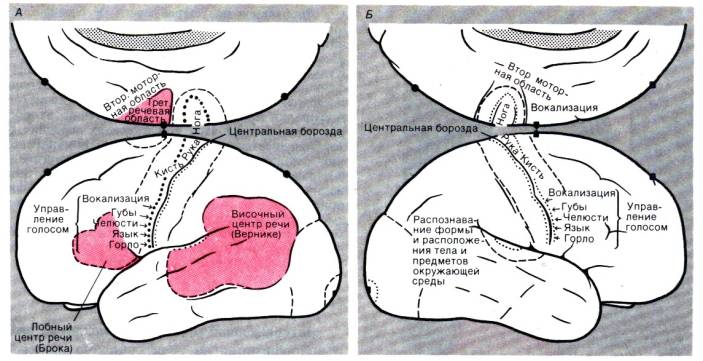 А
Втор. мотор-
ная область
Трет
речевая
область
Нога
Центральная борозда
Кисть Рука
Управ-
ление
голосом
Вокализация
Губы
Челюсти
Язык
Горло
Височный
центр речи
(Вернике)
Лобный
центр речи
(Брока)
Б
Втор. мотор-
ная область
Вокализация
Нога
Центральная борозда
Рука Кисть
Вокализация
Губы
Челюсти
Язык
Горло
Управ-
ление
голосом
Распознава-
ние формы
и расположе-
ния тела и
предметов
окружающей
среды